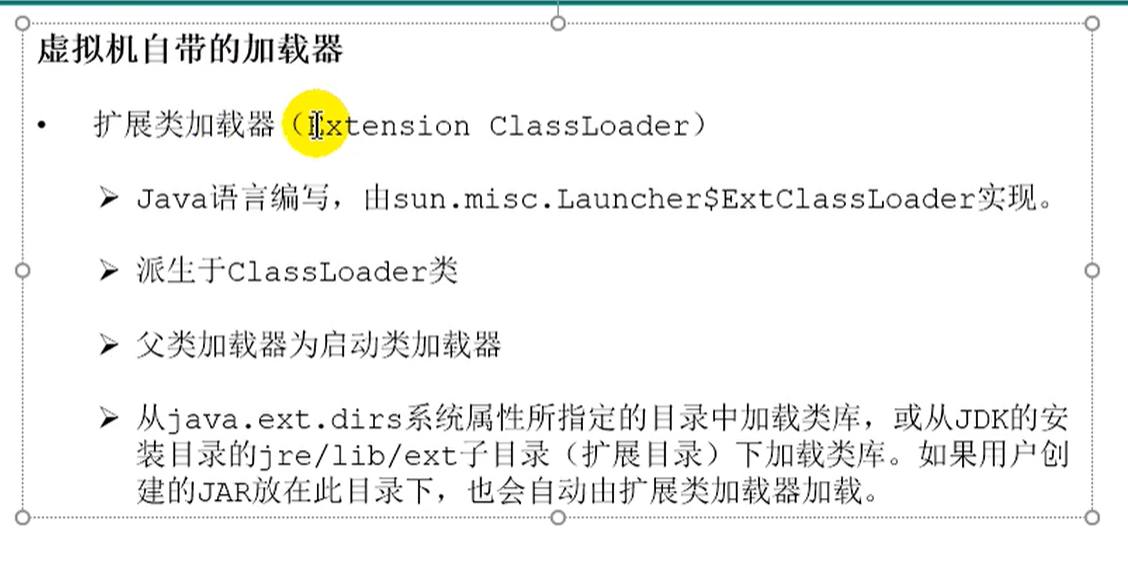 虚拟机自带的加载器
• 扩展类加载器（Extension ClassLoader）
➢ Java语言编写，由sun.misc.Launcher$ExtClassLoader实现。
➢ 派生于ClassLoader类
➢ 父类加载器为启动类加载器
➢ 从java.ext.dirs系统属性所指定的目录中加载类库，或从JDK的安
装目录的jre/lib/ext子目录（扩展目录）下加载类库。如果用户创
建的JAR放在此目录下，也会自动由扩展类加载器加载。